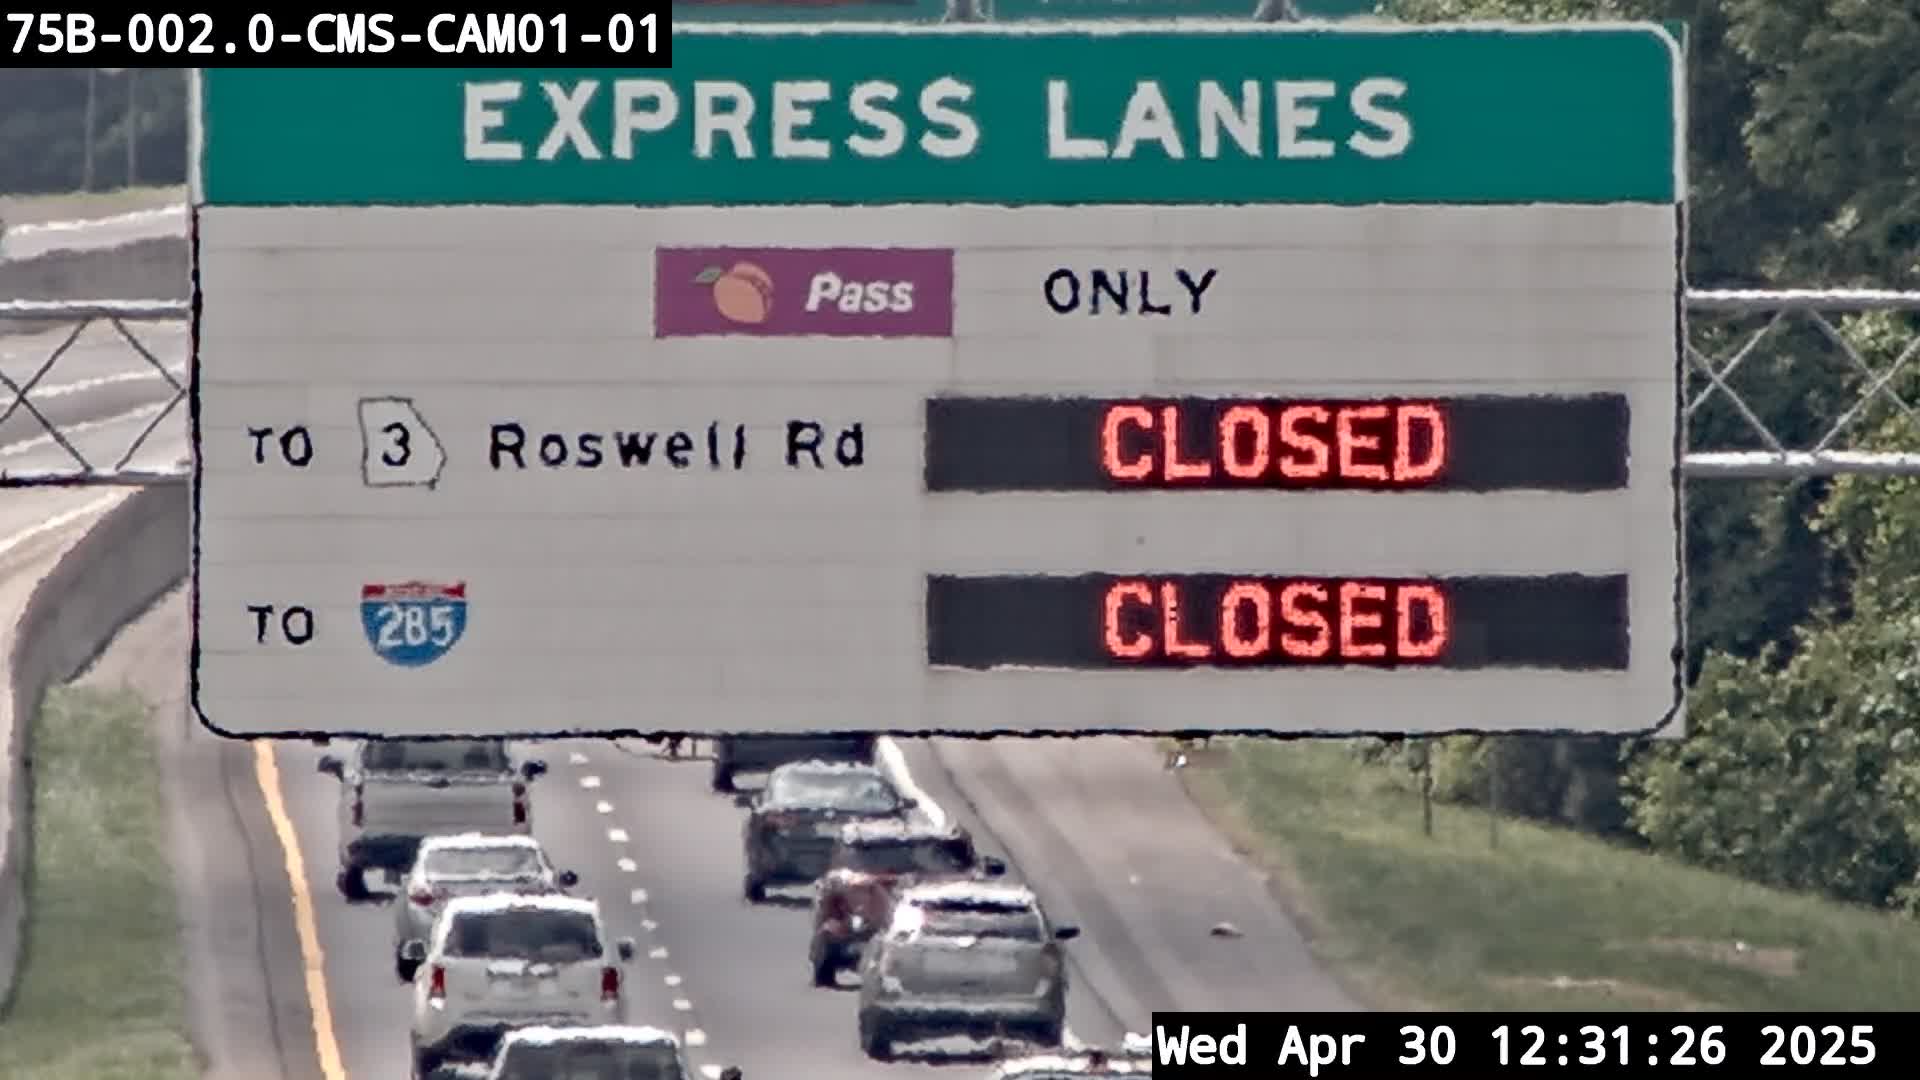 75B-002.0-CMS-CAM01-01
EXPRESS LANES
Pass ONLY
TO 3 Roswell Rd CLOSED
TO 285 CLOSED
Wed Apr 30 12:31:26 2025